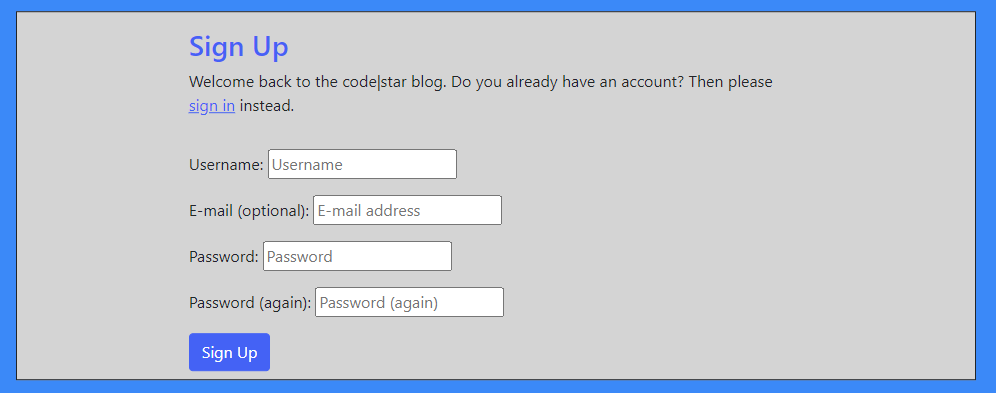 Sign Up
Welcome back to the code|star blog. Do you already have an account? Then please
sign in instead.
Username: Username
E-mail (optional): E-mail address
Password: Password
Password (again): Password (again)
Sign Up